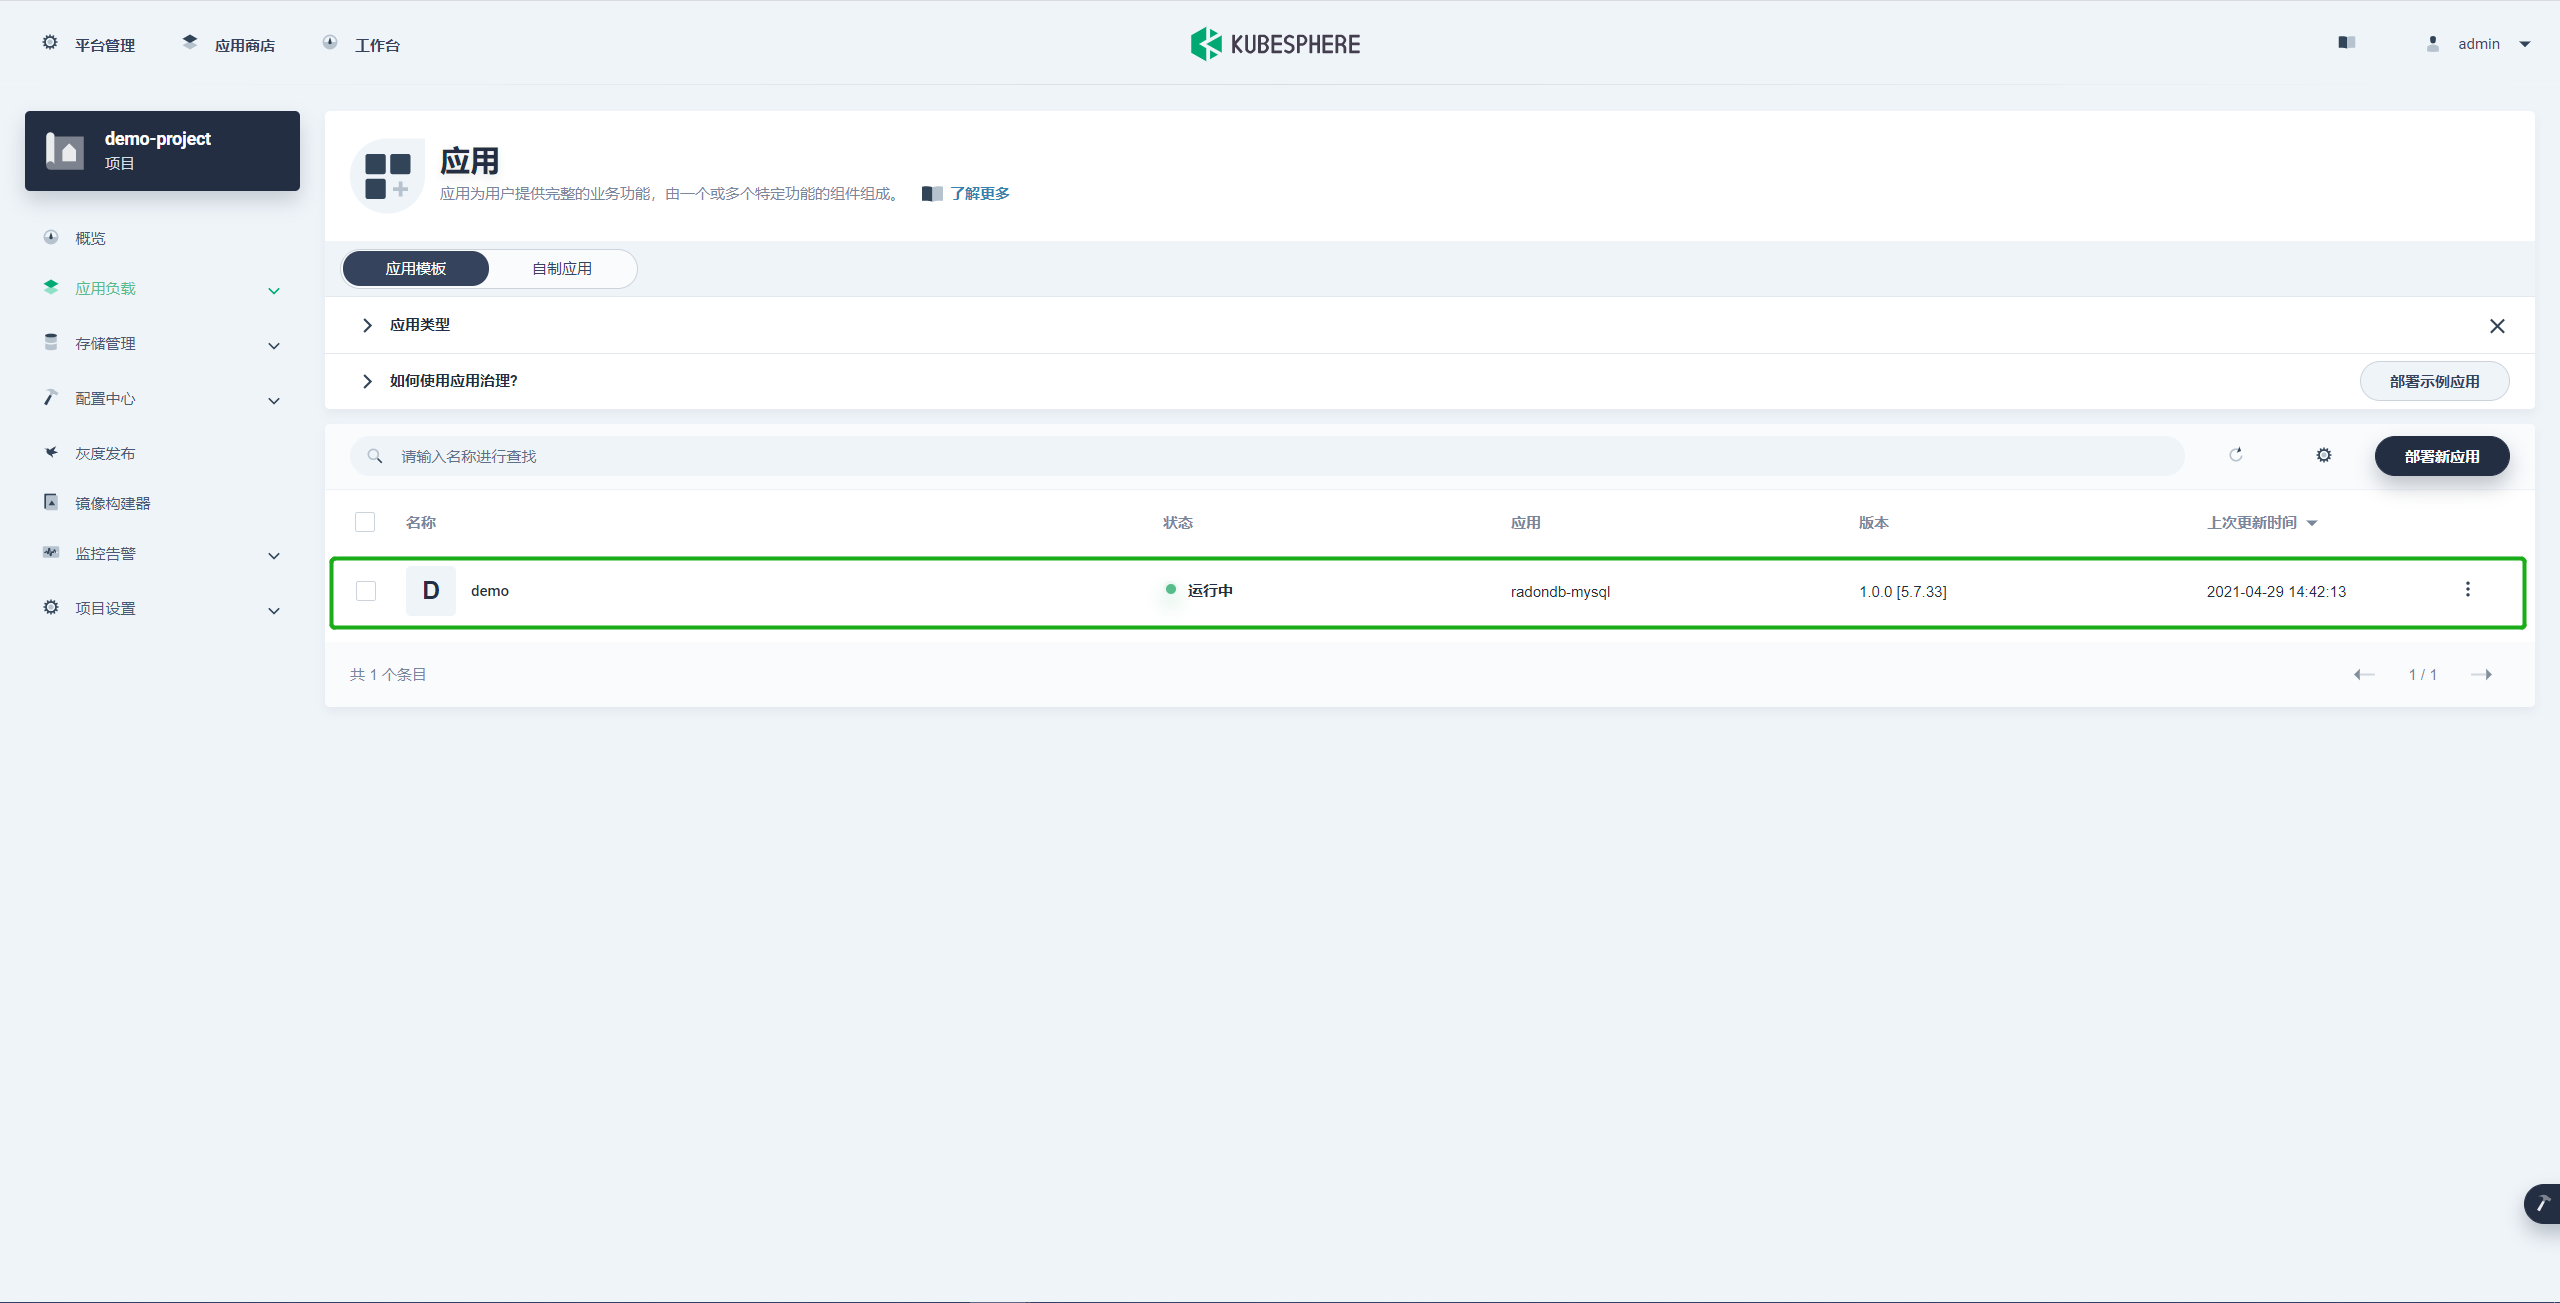 平台管理 应用商店 工作台 KUBESPHERE admin
demo-project
项目
概览
应用负载
存储管理
配置中心
灰度发布
镜像构建器
监控告警
项目设置
应用
应用为用户提供完整的业务功能，由一个或多个特定功能的组件组成。 了解更多
应用模板 自制应用
应用类型
如何使用应用治理? 部署示例应用
请输入名称进行查找 部署新应用
名称 状态 应用 版本 上次更新时间
D demo 运行中 radondb-mysql 1.0.0 [5.7.33] 2021-04-29 14:42:13
共 1 个条目 1 / 1